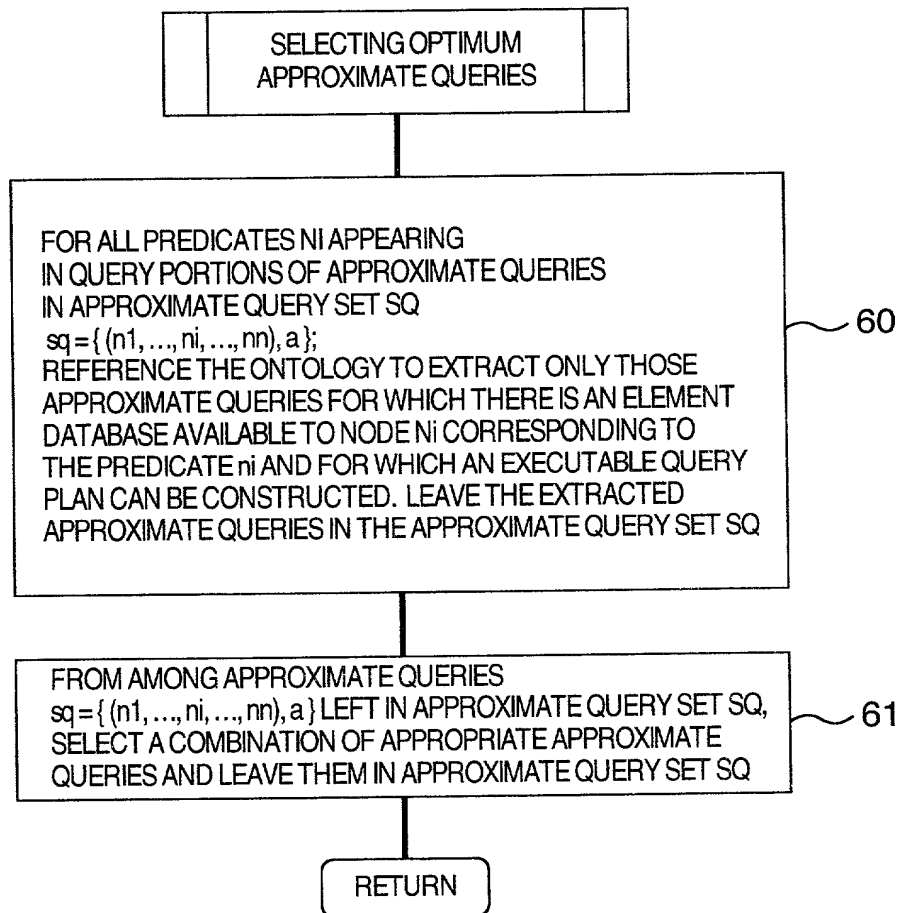 SELECTING OPTIMUM
APPROXIMATE QUERIES
FOR ALL PREDICATES NI APPEARING
IN QUERY PORTIONS OF APPROXIMATE QUERIES
IN APPROXIMATE QUERY SET SQ
sq={(n1, ..., ni, ..., nn), a};
REFERENCE THE ONTOLOGY TO EXTRACT ONLY THOSE
APPROXIMATE QUERIES FOR WHICH THERE IS AN ELEMENT
DATABASE AVAILABLE TO NODE Ni CORRESPONDING TO
THE PREDICATE ni AND FOR WHICH AN EXECUTABLE QUERY
PLAN CAN BE CONSTRUCTED. LEAVE THE EXTRACTED
APPROXIMATE QUERIES IN THE APPROXIMATE QUERY SET SQ
60
FROM AMONG APPROXIMATE QUERIES
sq={(n1, ..., ni, ..., nn), a} LEFT IN APPROXIMATE QUERY SET SQ,
SELECT A COMBINATION OF APPROPRIATE APPROXIMATE
QUERIES AND LEAVE THEM IN APPROXIMATE QUERY SET SQ
61
RETURN